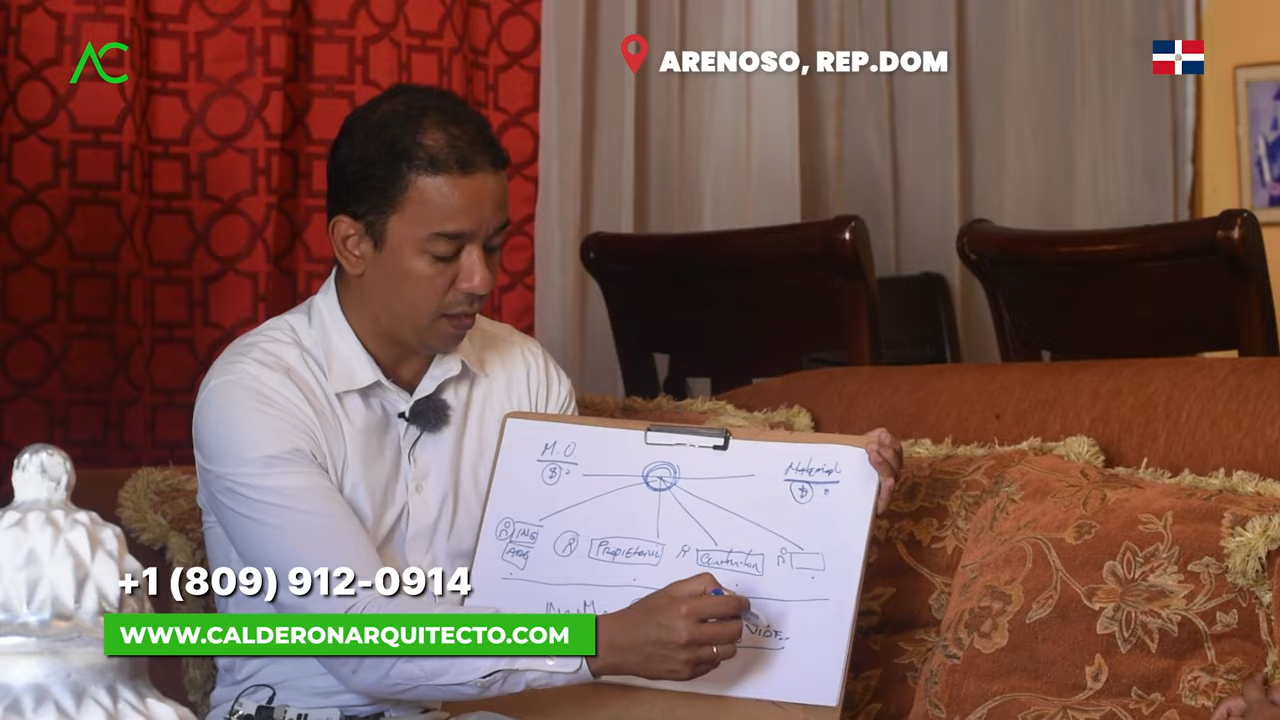 AC
ARENOSO, REP.DOM
M.O.
$
Material
$
ING
ARQ
Propietario
Contratista
+1 (809) 912-0914
WWW.CALDERONARQUITECTO.COM